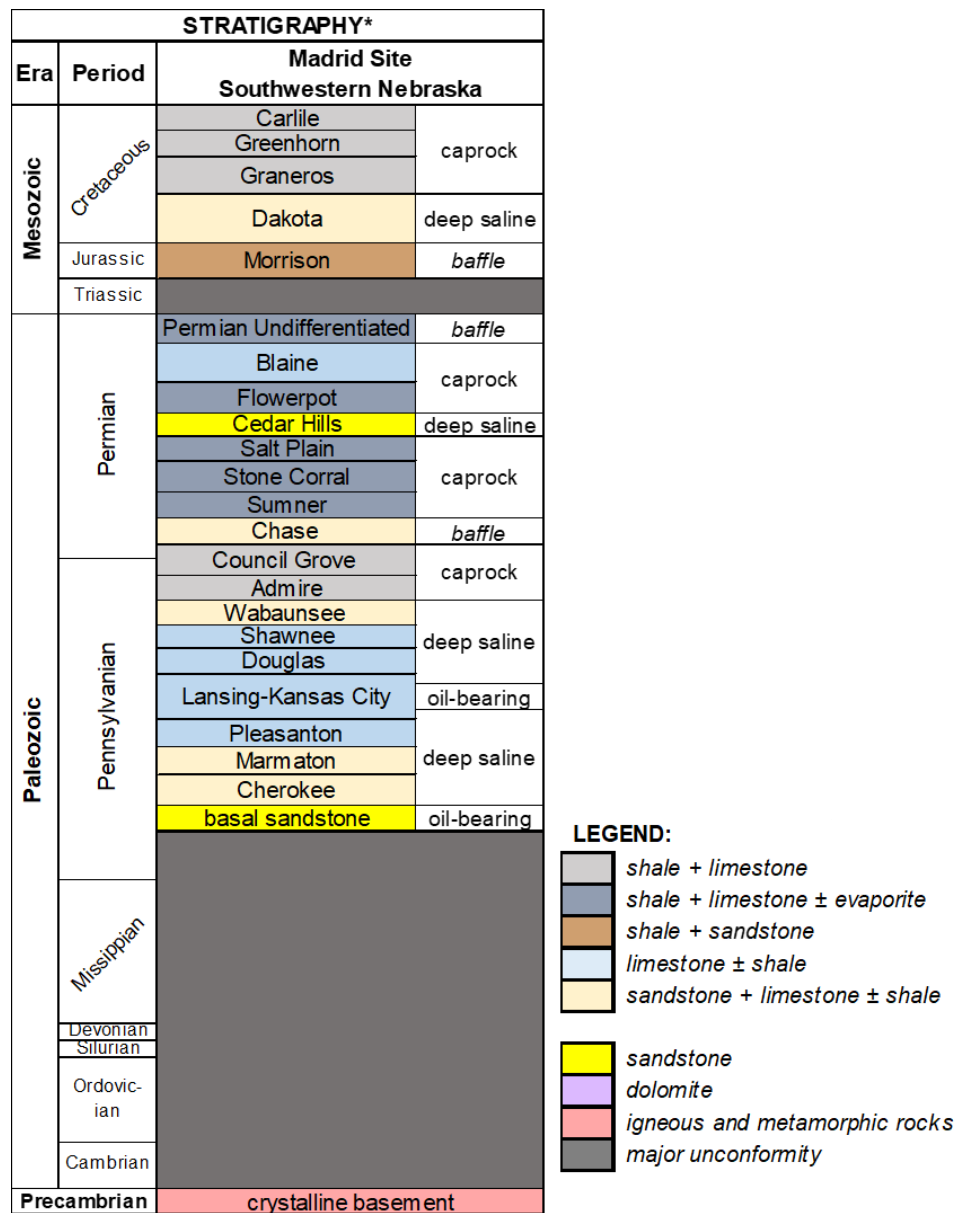 STRATIGRAPHY*
Era Period Madrid Site
Southwestern Nebraska
Mesozoic
Cretaceous
Carlile
Greenhorn
Graneros
caprock
Dakota deep saline
Jurassic Morrison baffle
Triassic
Paleozoic
Permian
Permian Undifferentiated baffle
Blaine
Flowerpot
caprock
Cedar Hills deep saline
Salt Plain
Stone Corral
Sumner
caprock
Chase baffle
Council Grove
Admire
caprock
Pennsylvanian
Wabaunsee
Shawnee
Douglas
deep saline
Lansing-Kansas City oil-bearing
Pleasanton
Marmaton
Cherokee
deep saline
basal sandstone oil-bearing
Missippian
Devonian
Silurian
Ordovic-
ian
Cambrian
Precambrian crystalline basement
LEGEND:
shale + limestone
shale + limestone ± evaporite
shale + sandstone
limestone ± shale
sandstone + limestone ± shale
sandstone
dolomite
igneous and metamorphic rocks
major unconformity